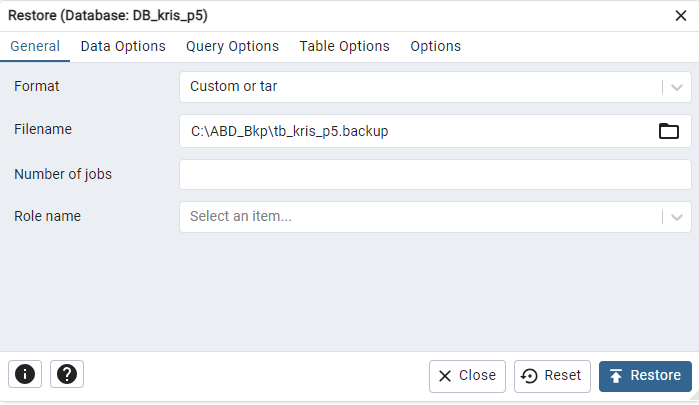 Restore (Database: DB_kris_p5)
General Data Options Query Options Table Options Options
Format Custom or tar
Filename C:\ABD_Bkp\tb_kris_p5.backup
Number of jobs
Role name Select an item...
Close Reset Restore